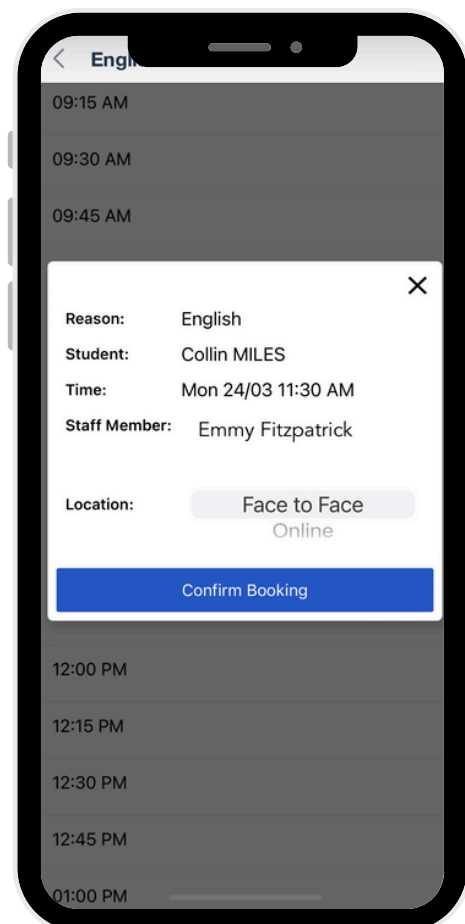 Engl
09:15 AM
09:30 AM
09:45 AM
Reason: English
Student: Collin MILES
Time: Mon 24/03 11:30 AM
Staff Member: Emmy Fitzpatrick
Location: Face to Face
Online
Confirm Booking
12:00 PM
12:15 PM
12:30 PM
12:45 PM
01:00 PM